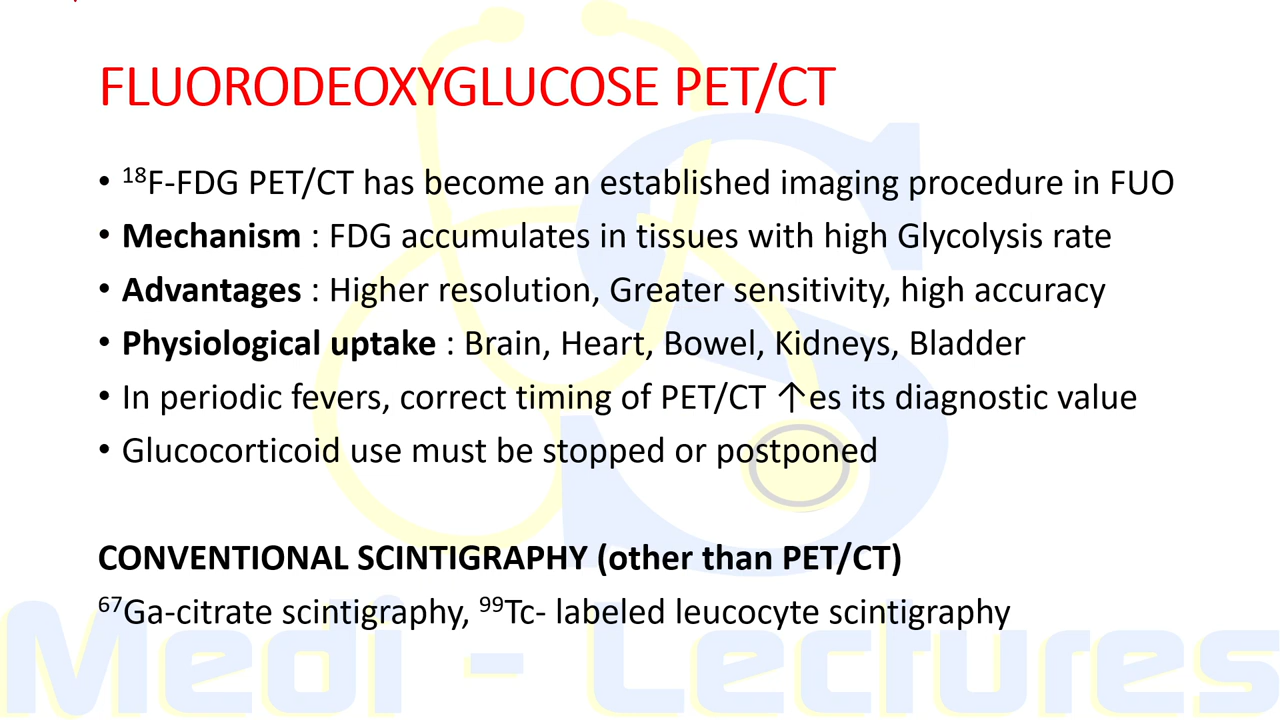 FLUORODEOXYGLUCOSE PET/CT
• ¹⁸F-FDG PET/CT has become an established imaging procedure in FUO
• Mechanism : FDG accumulates in tissues with high Glycolysis rate
• Advantages : Higher resolution, Greater sensitivity, high accuracy
• Physiological uptake : Brain, Heart, Bowel, Kidneys, Bladder
• In periodic fevers, correct timing of PET/CT ↑es its diagnostic value
• Glucocorticoid use must be stopped or postponed
CONVENTIONAL SCINTIGRAPHY (other than PET/CT)
⁶⁷Ga-citrate scintigraphy, ⁹⁹Tc- labeled leucocyte scintigraphy
Medi - Lectures